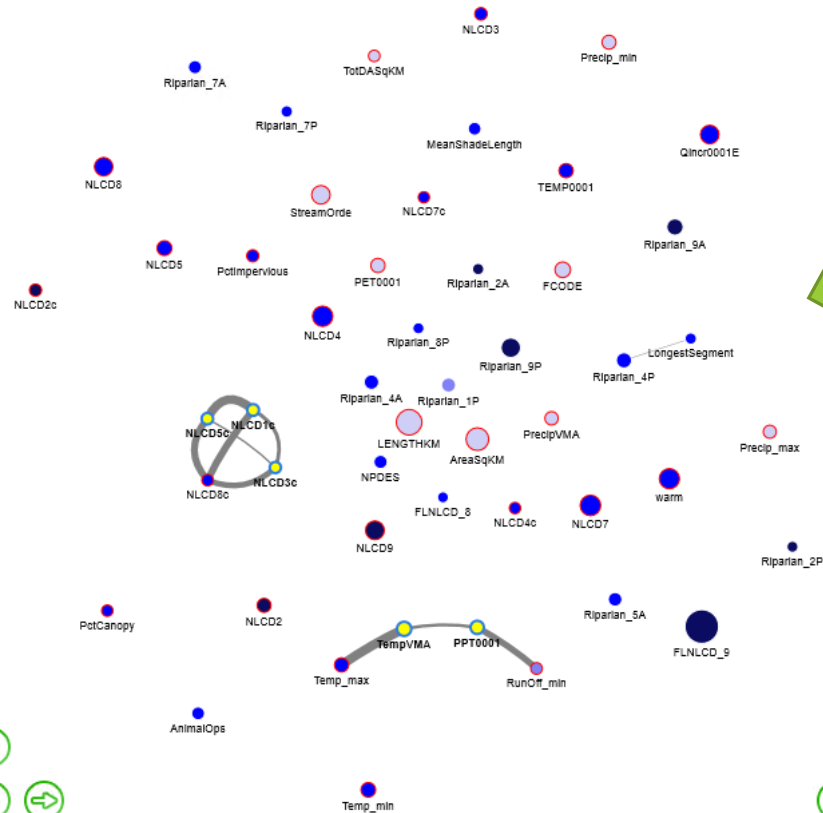 NLCD3
Precip_min
TotDASqKM
Riparian_7A
Riparian_7P
MeanShadeLength
Qincr0001E
NLCD8
TEMP0001
StreamOrde
NLCD7c
Riparian_9A
NLCD5
PctImpervious
PET0001
Riparian_2A
FCODE
NLCD2c
NLCD4
Riparian_8P
Riparian_9P
LongestSegment
Riparian_4P
Riparian_4A
Riparian_1P
NLCD5c
NLCD1c
LENGTHKM
AreaSqKM
PrecipVMA
Precip_max
NLCD3c
NLCD8c
NPDES
FLNLCD_8
NLCD4c
NLCD7
warm
NLCD9
Riparian_2P
PctCanopy
NLCD2
Riparian_5A
TempVMA
PPT0001
FLNLCD_9
Temp_max
RunOff_min
AnimalOps
Temp_min